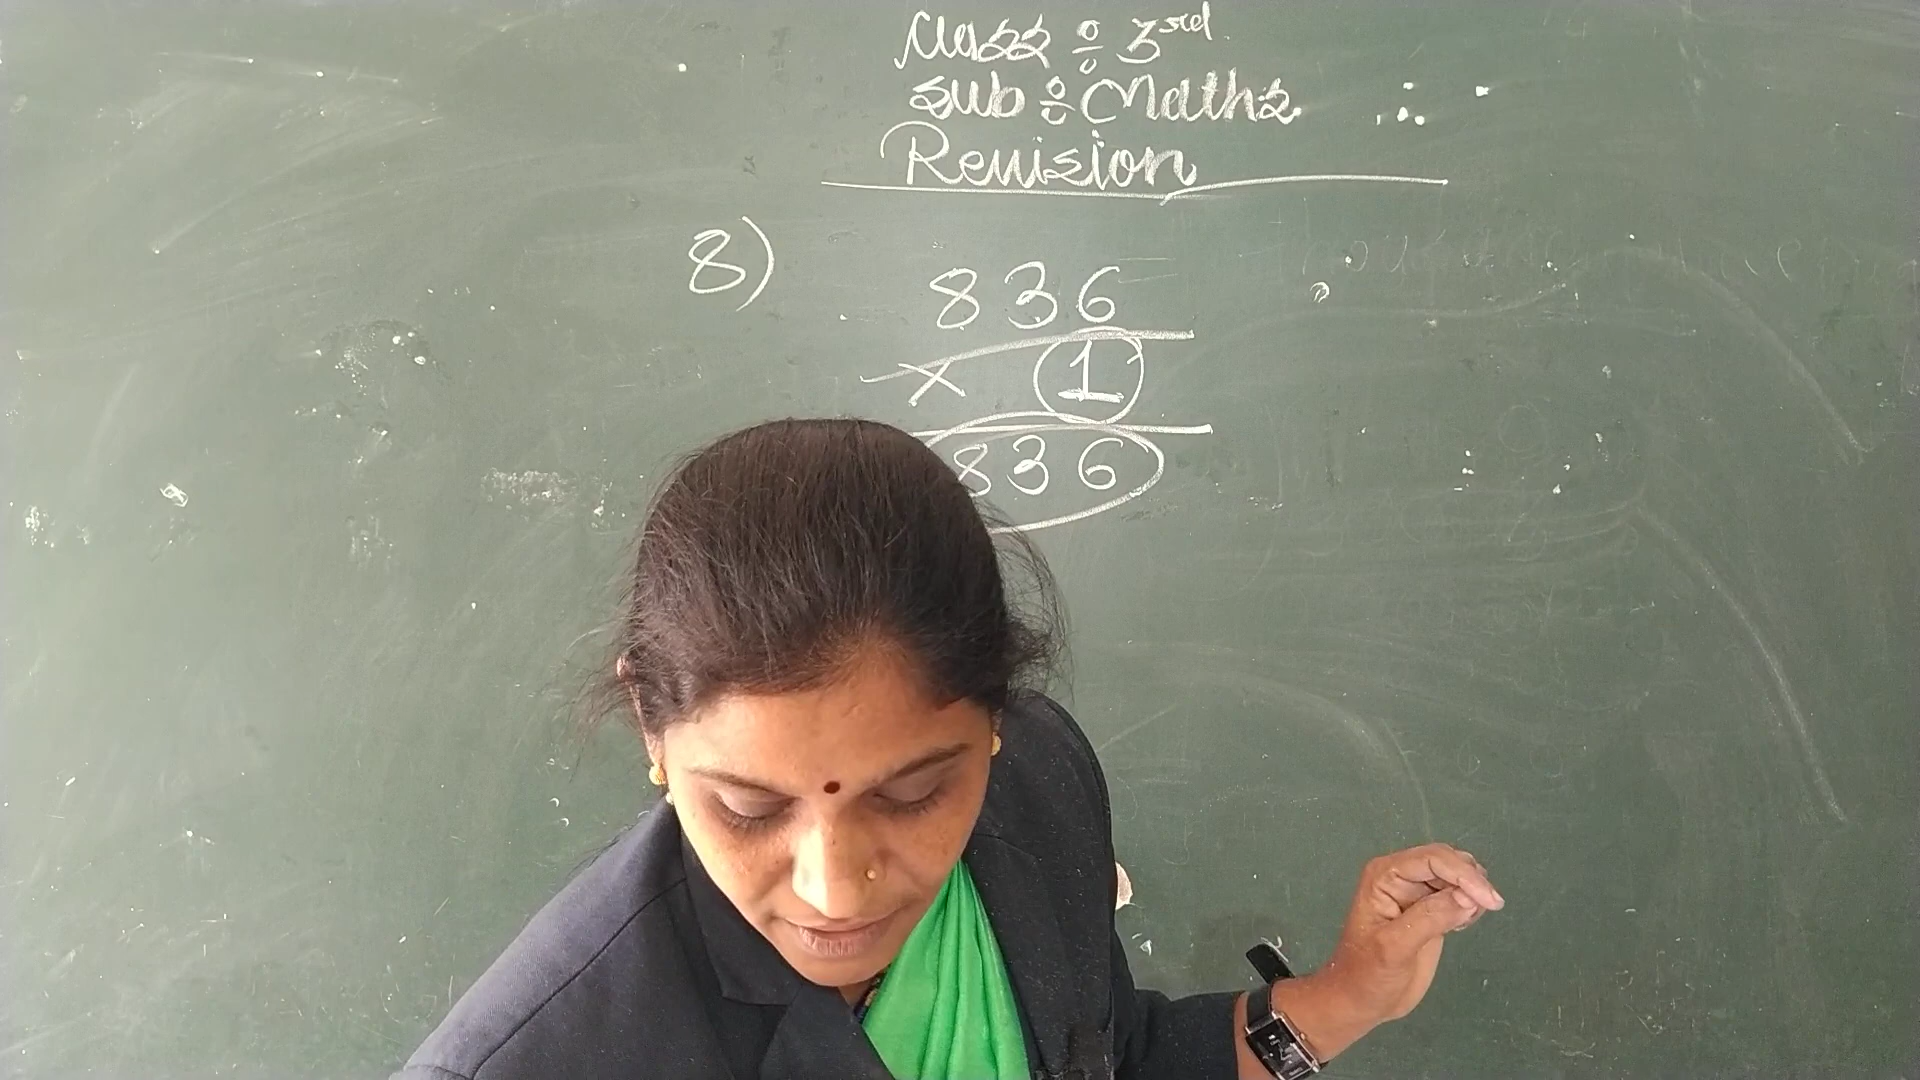 Class ÷ 3rd
Sub ÷ Maths
Revision
8)
836
× 1
836